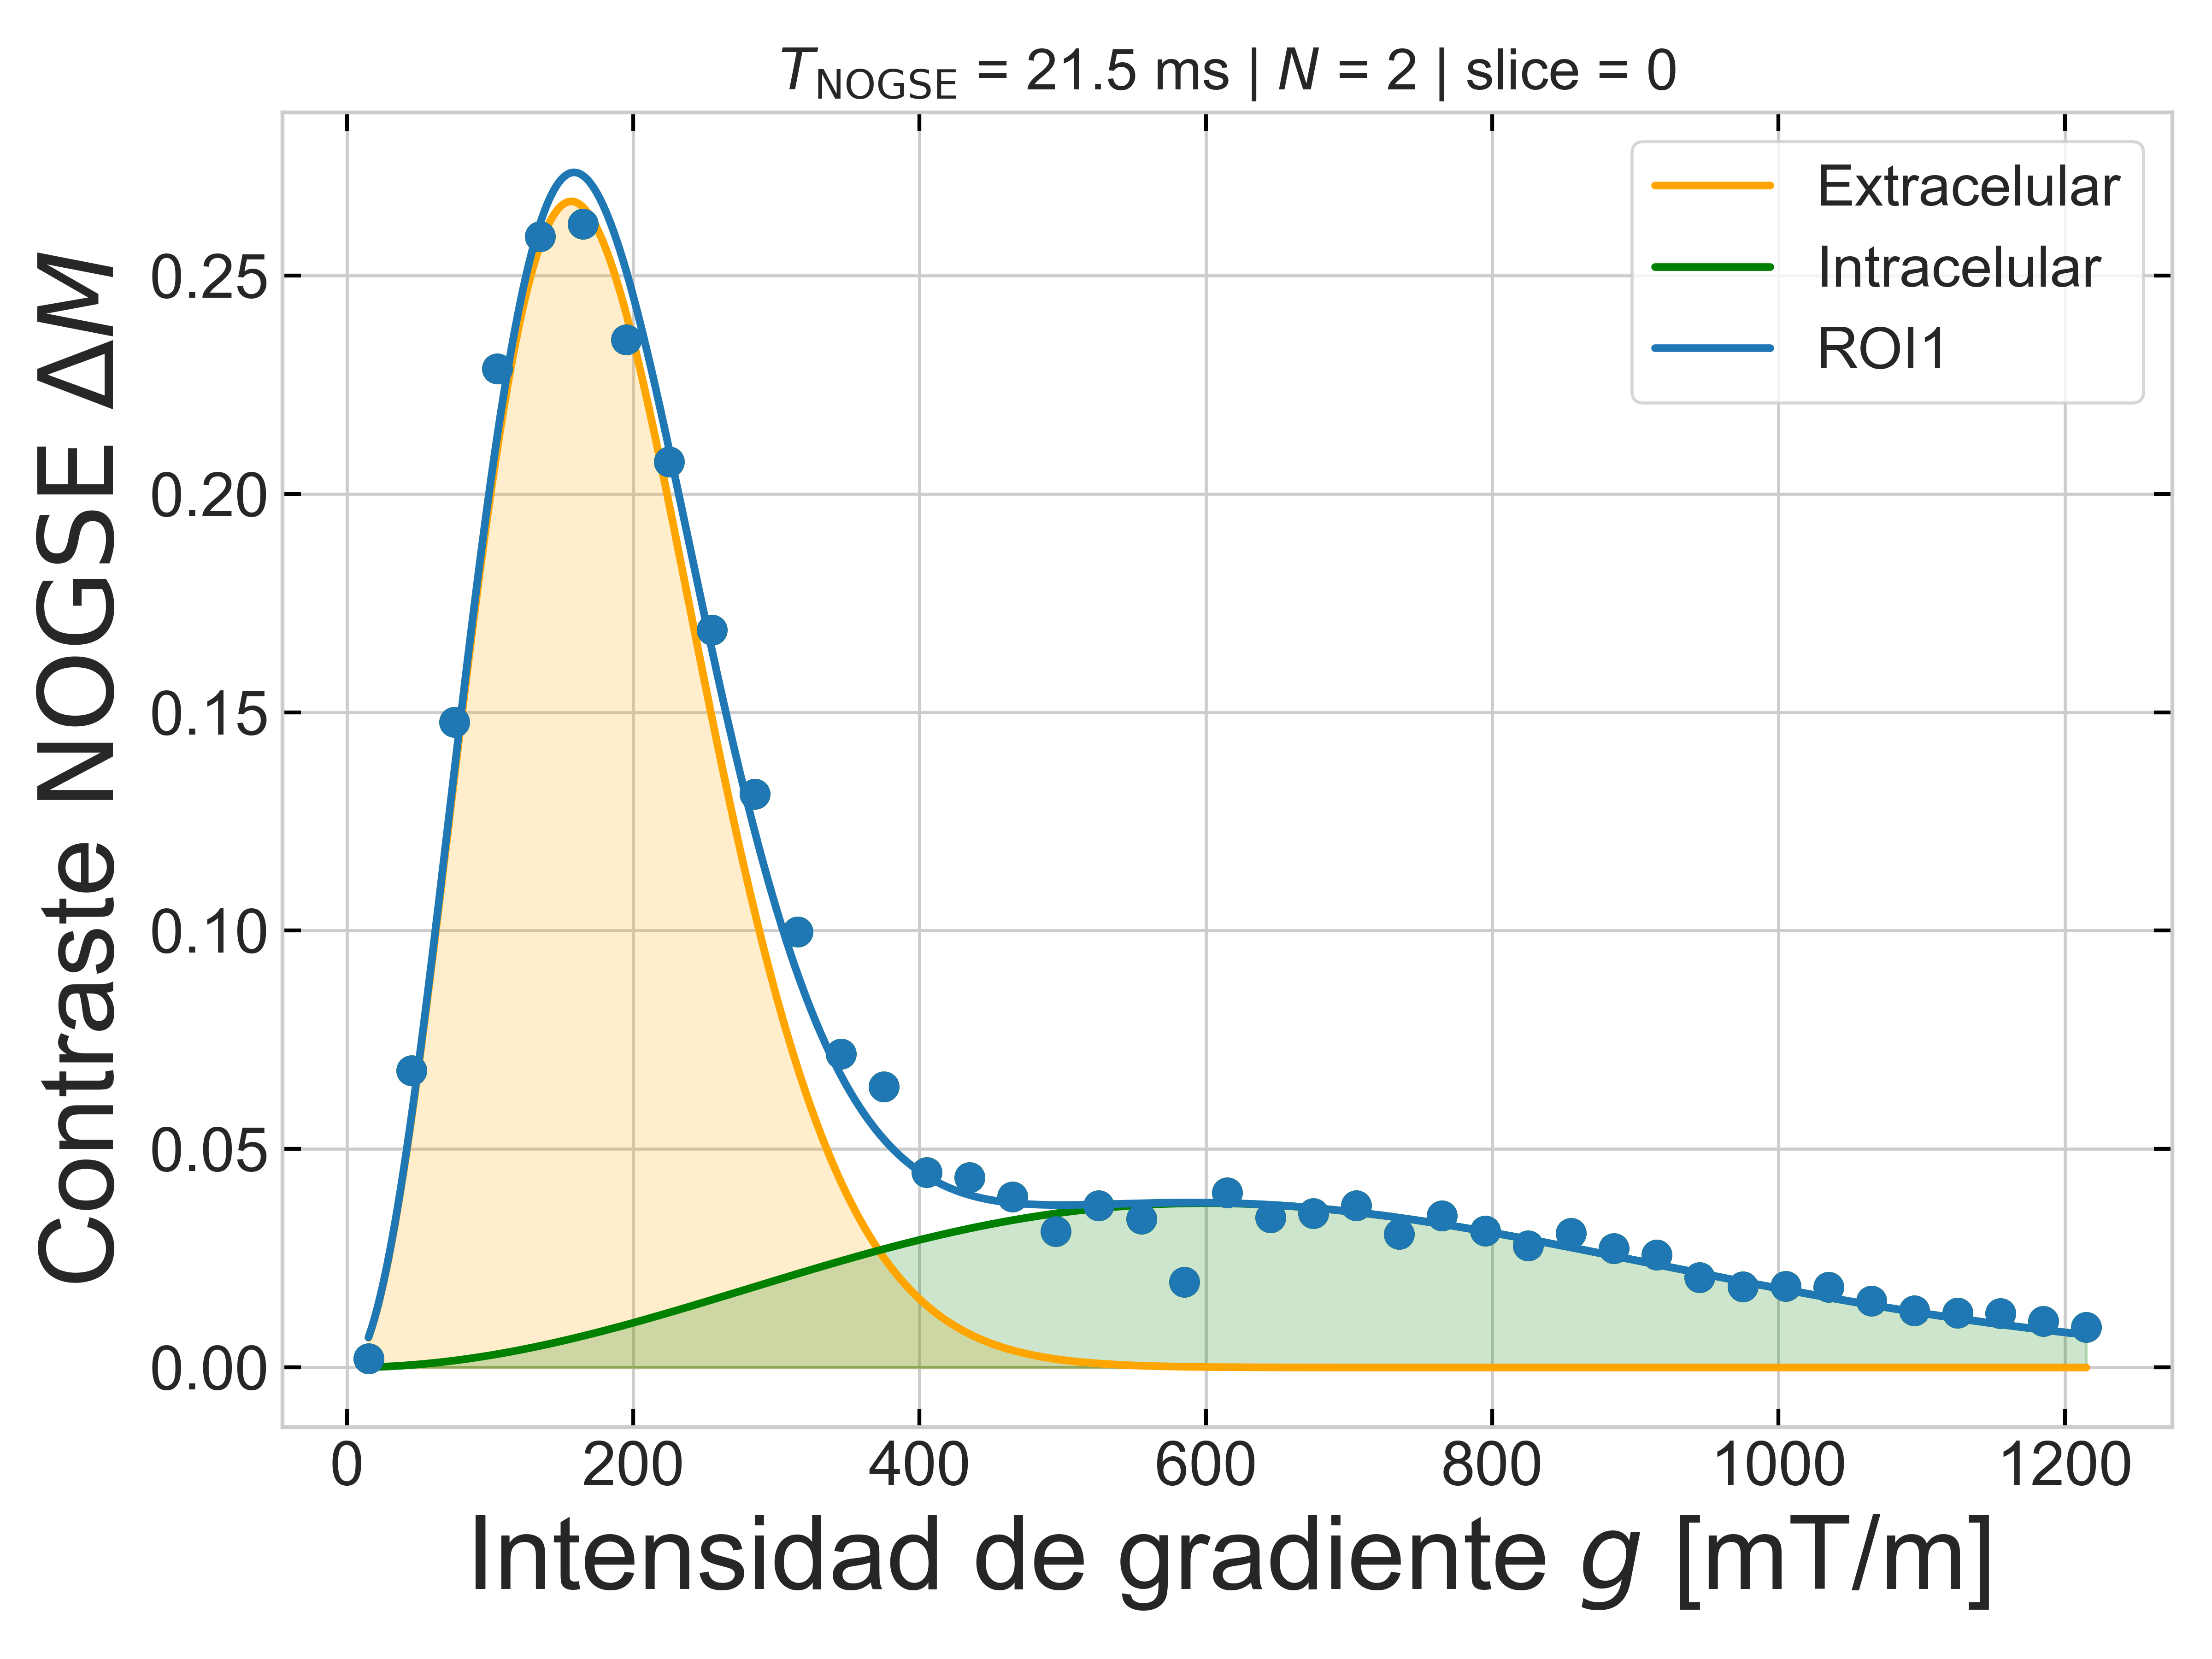 T_NOGSE = 21.5 ms | N = 2 | slice = 0
Contraste NOGSE ΔM
0.25
0.20
0.15
0.10
0.05
0.00
Extracelular
Intracelular
ROI1
0 200 400 600 800 1000 1200
Intensidad de gradiente g [mT/m]